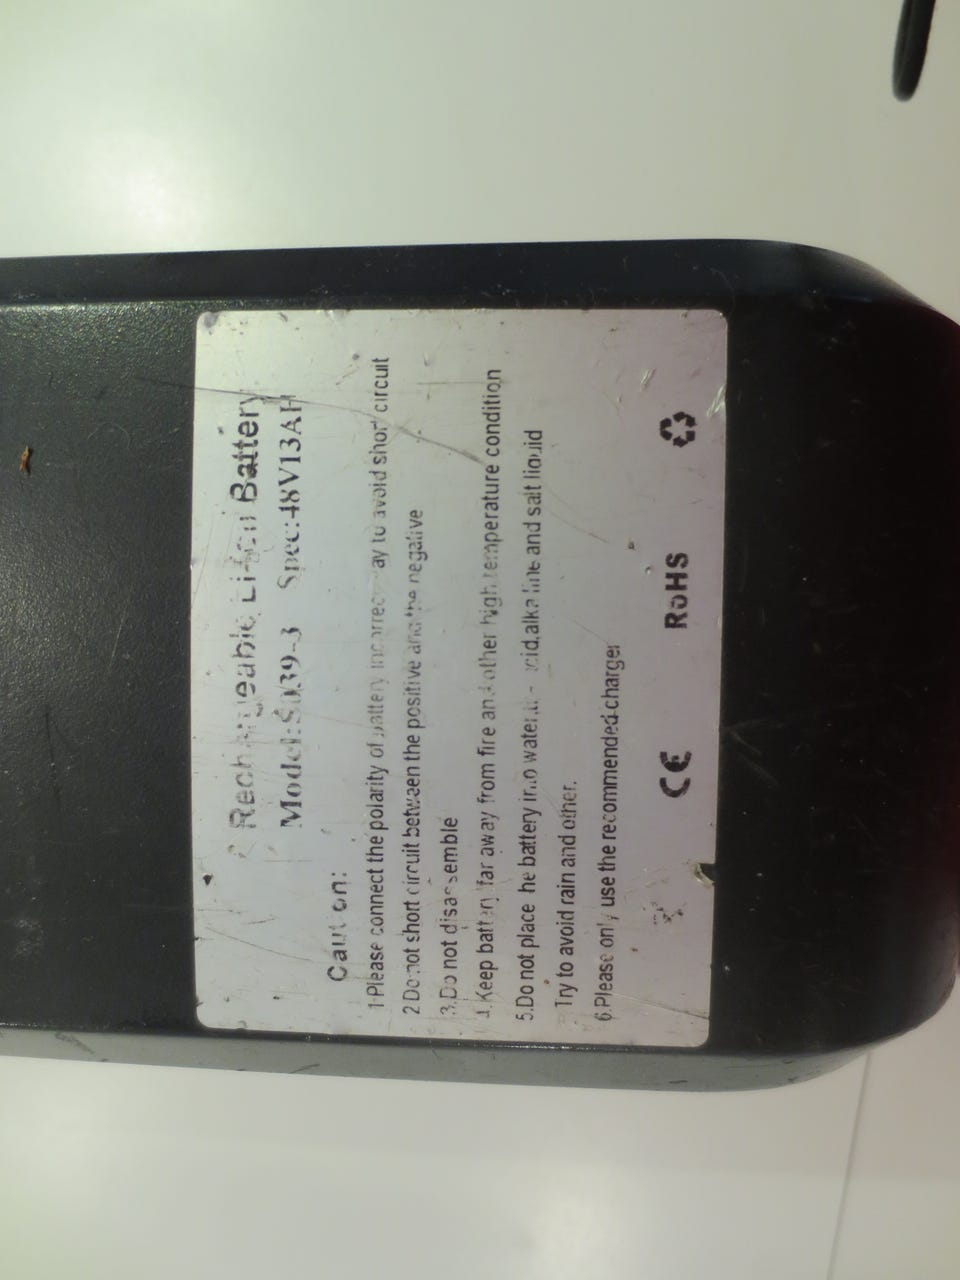 Rechargeable Li-ion Battery
Model:S039-3 Spec:48V13AH
Caution:
1.Please connect the polarity of battery incorrect way to avoid short circuit
2 Do not short circuit between the positive and the negative
3.Do not disassemble
4.Keep battery far away from fire and other high temperature condition
5.Do not place the battery into water, acid,alkaline and salt liquid
Try to avoid rain and other.
6.Please only use the recommended charger
CE RoHS